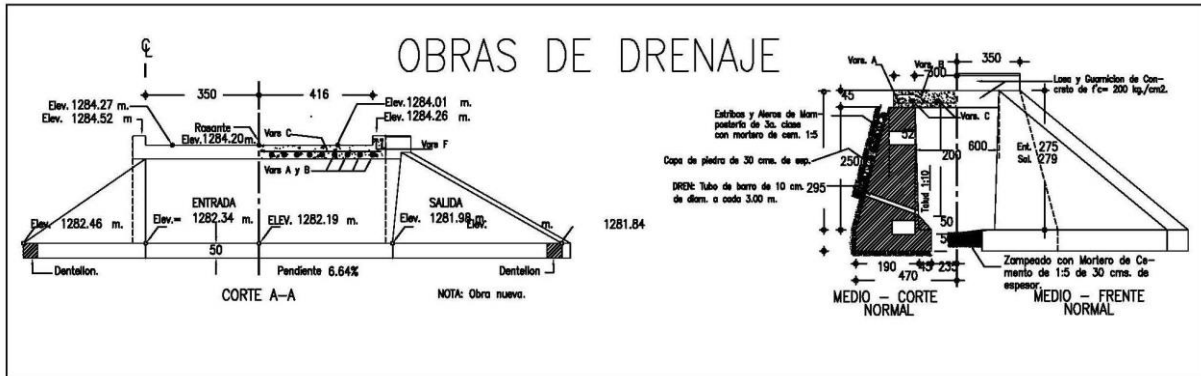 OBRAS DE DRENAJE
℄
350
416
Elev. 1284.27 m.
Elev. 1284.52 m.
Elev.1284.01 m.
Elev.1284.26 m.
Rasante
Elev.1284.20 m.
Vars C
Vars F
Vars A y B
ENTRADA
SALIDA
Elev. 1282.46 m.
Elev.= 1282.34 m.
ELEV. 1282.19 m.
Elev. 1281.98 m.
Elev. m. 1281.84
50
Dentellon.
Pendiente 6.64%
Dentellon
CORTE A-A
NOTA: Obra nueva.
Vars. A
Vars. B
300
350
45
Losa y Guarnicion de Con-
creto de f'c= 200 kg./cm2.
Estribos y Aleros de Mam-
posteria de 3a. clase
con mortero de cem. 1:5
Vars. C
52
Capa de piedra de 30 cms. de esp.
250
200
600
Ent. 275
Sal. 279
DREN: Tubo de barro de 10 cm.
de diam. a cada 3.00 m.
295
Talud 1:10
50
190
45
235
470
Zampeado con Mortero de Ce-
mento de 1:5 de 30 cms. de
espesor.
MEDIO - CORTE
NORMAL
MEDIO - FRENTE
NORMAL